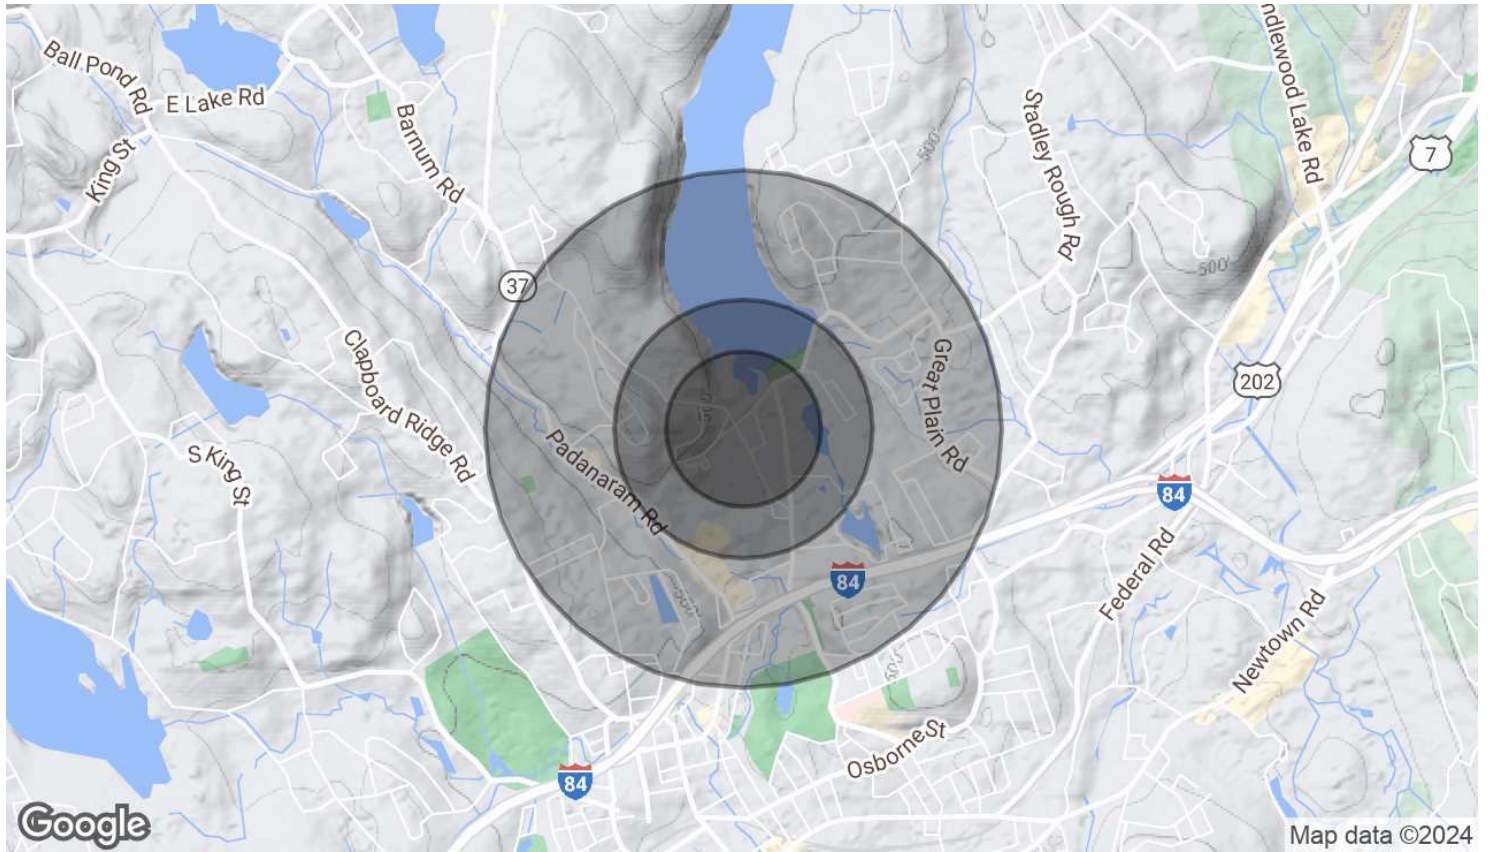 Ball Pond Rd
E Lake Rd
King St
Barnum Rd
ndlewood Lake Rd
7
500'
Stadley Rough Rd
500'
37
Clapboard Ridge Rd
Great Plain Rd
202
S King St
Padanaram Rd
84
84
500'
Federal Rd
Newtown Rd
Osborne St
84
Google
Map data ©2024